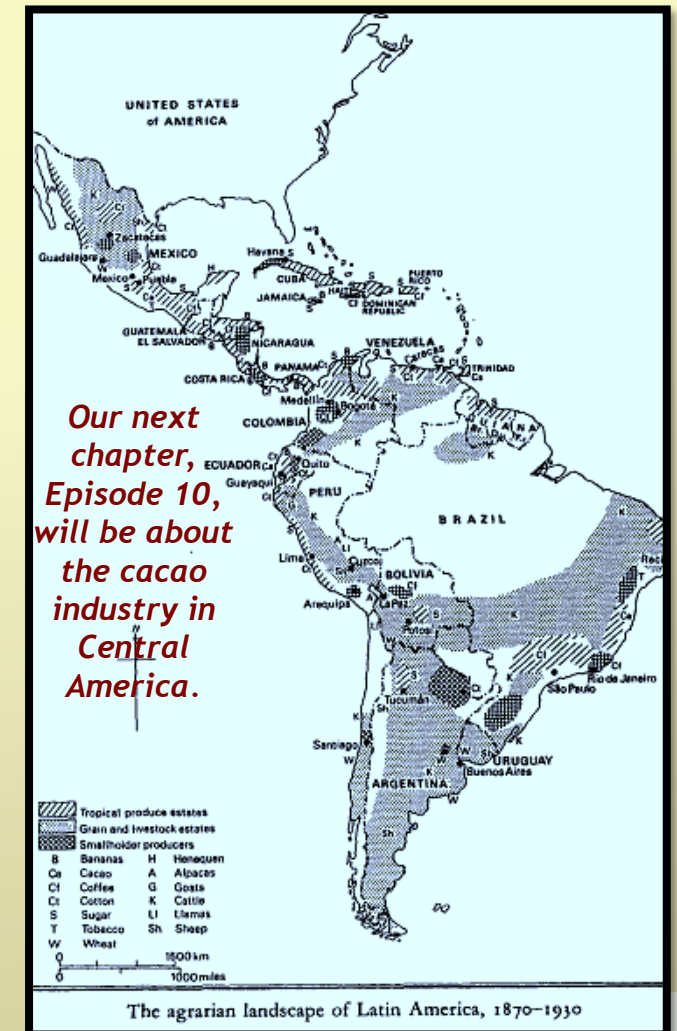 UNITED STATES
of AMERICA
Zacatecas
Guadalajara
MEXICO
Mexico
Puebla
Havana
CUBA
JAMAICA
HAITI
DOMINICAN
REPUBLIC
PUERTO
RICO
GUATEMALA
EL SALVADOR
NICARAGUA
COSTA RICA
PANAMA
VENEZUELA
Caracas
TRINIDAD
Medellin
Bogotá
COLOMBIA
GUIANA
ECUADOR
Quito
Guayaquil
PERU
BRAZIL
Lima
Cuzco
BOLIVIA
Arequipa
La Paz
Potosi
Rio de Janeiro
São Paulo
Tucumán
Santiago
URUGUAY
Buenos Aires
ARGENTINA
Our next
chapter,
Episode 10,
will be about
the cacao
industry in
Central
America.
N
Tropical produce estates
Grain and livestock estates
Smallholder producers
B Bananas H Henequen
Ca Cacao A Alpacas
Cf Coffee G Goats
Ct Cotton K Cattle
S Sugar Ll Llamas
T Tobacco Sh Sheep
W Wheat
0 1500 km
0 1000 miles
The agrarian landscape of Latin America, 1870–1930